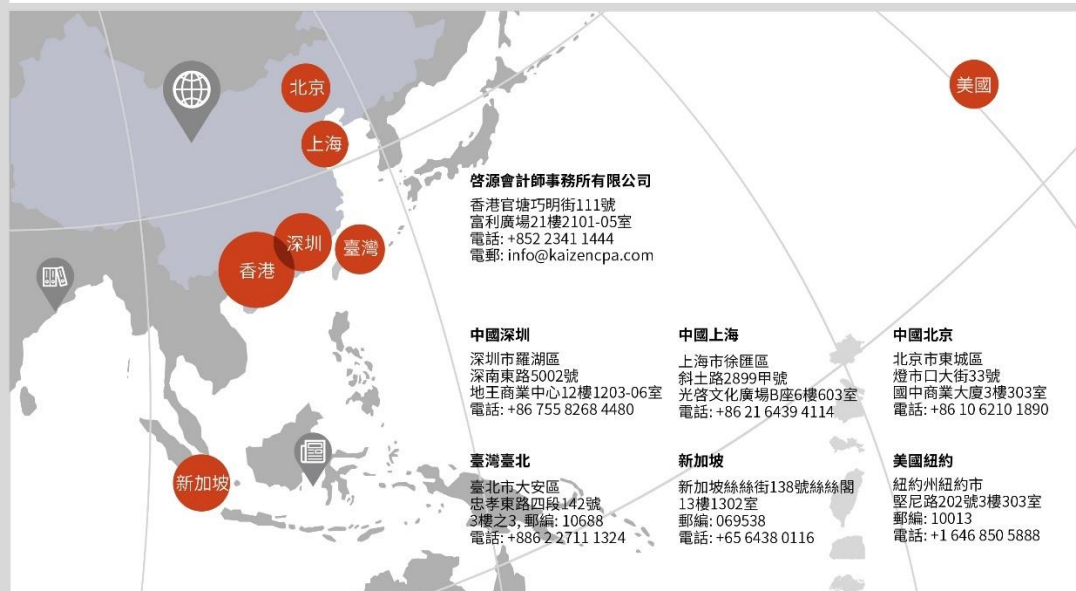 北京
美國
上海
深圳
臺灣
香港
新加坡
啓源會計師事務所有限公司
香港官塘巧明街111號
富利廣場21樓2101-05室
電話: +852 2341 1444
電郵: info@kaizencpa.com
中國深圳
深圳市羅湖區
深南東路5002號
地王商業中心12樓1203-06室
電話: +86 755 8268 4480
中國上海
上海市徐匯區
斜土路2899甲號
光啓文化廣場B座6樓603室
電話: +86 21 6439 4114
中國北京
北京市東城區
燈市口大街33號
國中商業大廈3樓303室
電話: +86 10 6210 1890
臺灣臺北
臺北市大安區
忠孝東路四段142號
3樓之3, 郵編: 10688
電話: +886 2 2711 1324
新加坡
新加坡絲絲街138號絲絲閣
13樓1302室
郵編: 069538
電話: +65 6438 0116
美國紐約
紐約州紐約市
堅尼路202號3樓303室
郵編: 10013
電話: +1 646 850 5888